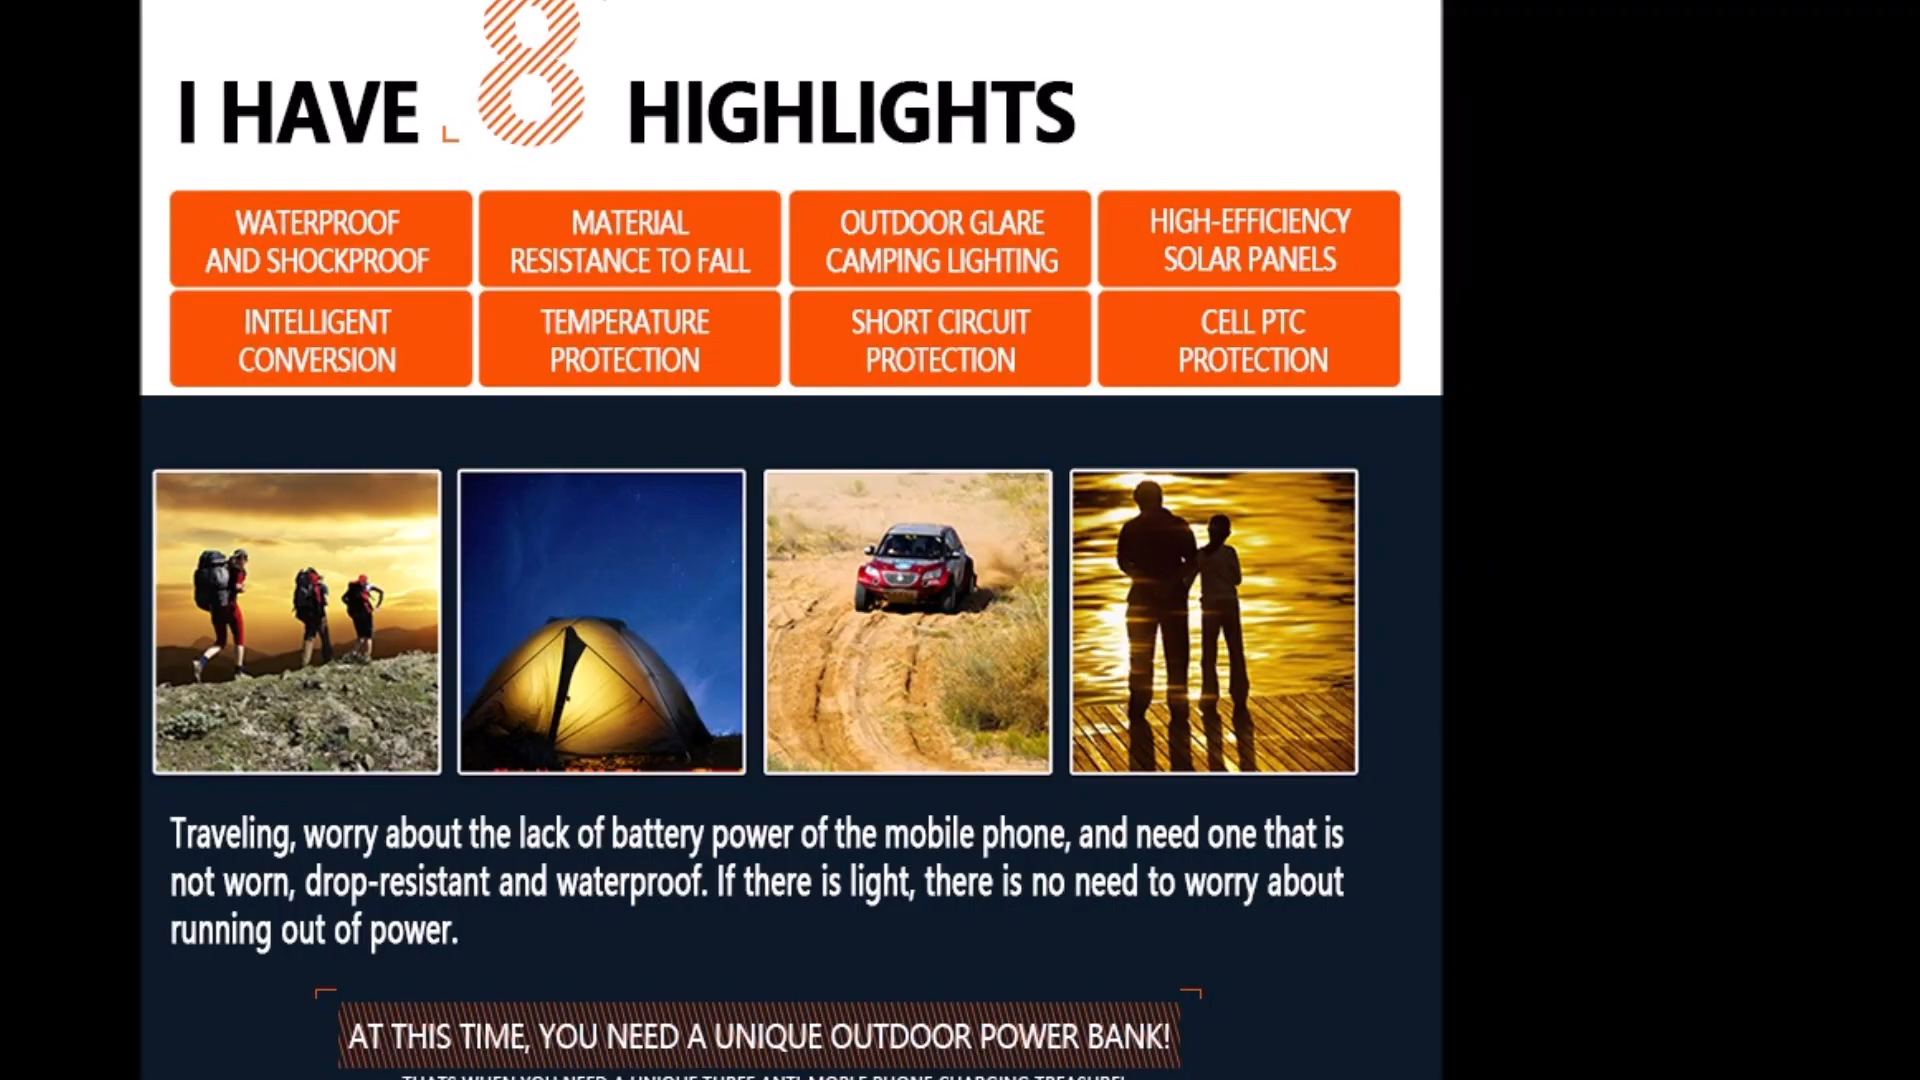 I HAVE 8 HIGHLIGHTS
WATERPROOF
AND SHOCKPROOF
MATERIAL
RESISTANCE TO FALL
OUTDOOR GLARE
CAMPING LIGHTING
HIGH-EFFICIENCY
SOLAR PANELS
INTELLIGENT
CONVERSION
TEMPERATURE
PROTECTION
SHORT CIRCUIT
PROTECTION
CELL PTC
PROTECTION
Traveling, worry about the lack of battery power of the mobile phone, and need one that is
not worn, drop-resistant and waterproof. If there is light, there is no need to worry about
running out of power.
AT THIS TIME, YOU NEED A UNIQUE OUTDOOR POWER BANK!